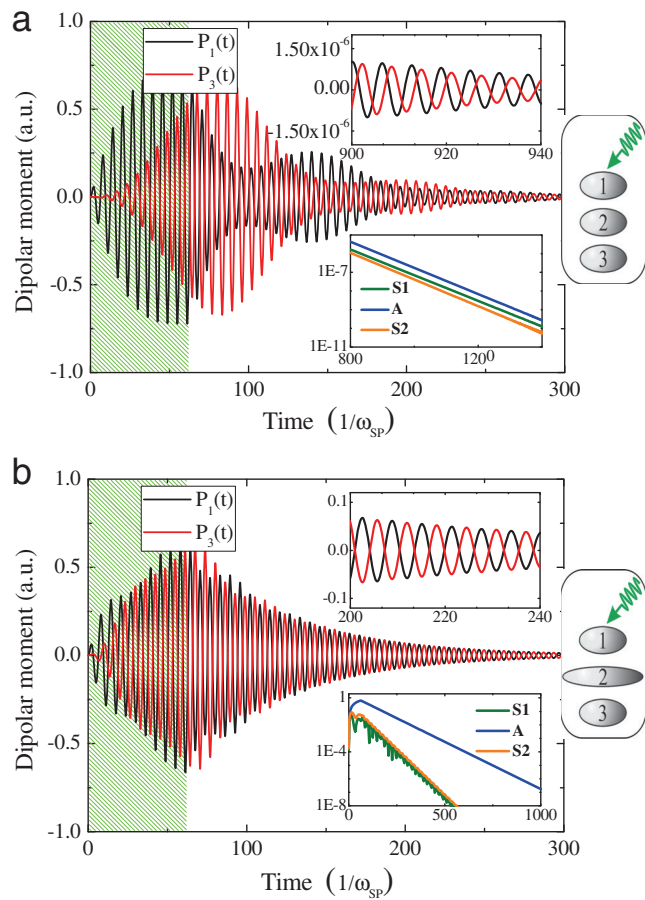 a
1.0
0.5
0.0
-0.5
-1.0
Dipolar moment (a.u.)
P₁(t)
P₃(t)
1.50x10⁻⁶
0.00
-1.50x10⁻⁶
900 920 940
1E-7
1E-11
S1
A
S2
800 1200
0 100 200 300
Time (1/ω_SP)
1
2
3
b
1.0
0.5
0.0
-0.5
-1.0
Dipolar moment (a.u.)
P₁(t)
P₃(t)
0.1
0.0
-0.1
200 220 240
1
1E-4
1E-8
S1
A
S2
0 500 1000
0 100 200 300
Time (1/ω_SP)
1
2
3